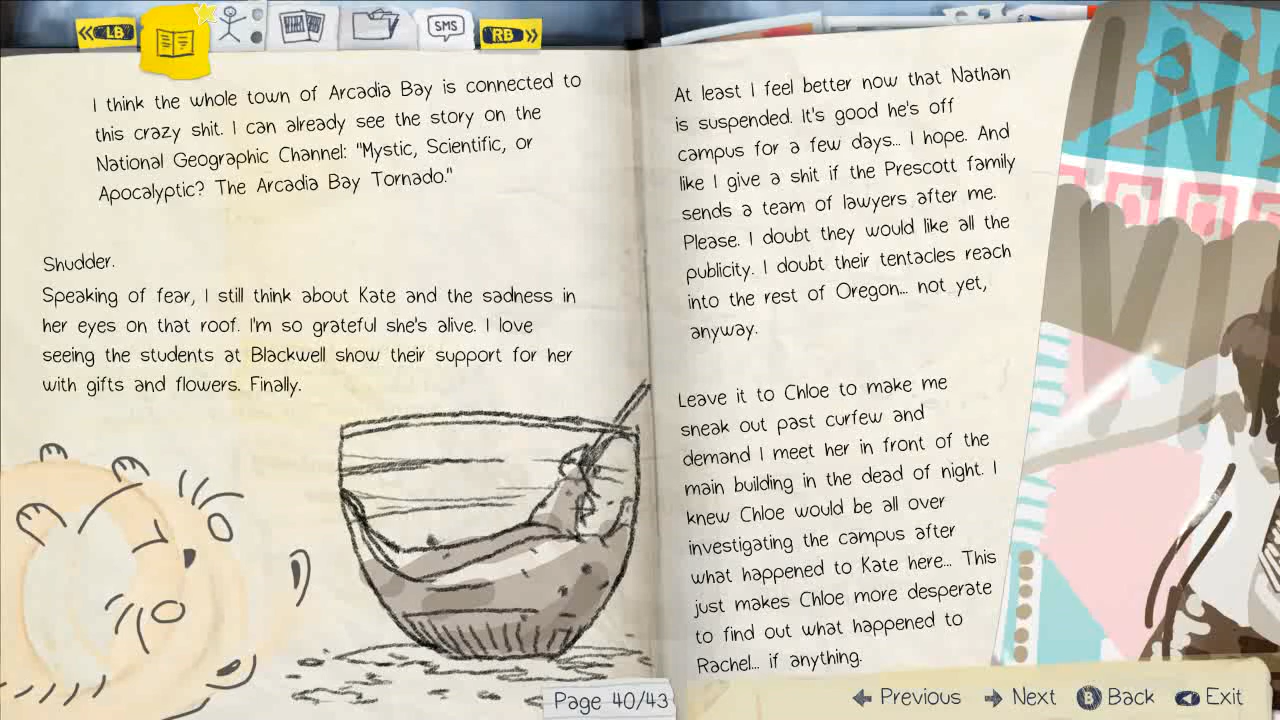 LB
SMS
RB
I think the whole town of Arcadia Bay is connected to
this crazy shit. I can already see the story on the
National Geographic Channel: "Mystic, Scientific, or
Apocalyptic? The Arcadia Bay Tornado."
Shudder.
Speaking of fear, I still think about Kate and the sadness in
her eyes on that roof. I'm so grateful she's alive. I love
seeing the students at Blackwell show their support for her
with gifts and flowers. Finally.
At least I feel better now that Nathan
is suspended. It's good he's off
campus for a few days... I hope. And
like I give a shit if the Prescott family
sends a team of lawyers after me.
Please. I doubt they would like all the
publicity. I doubt their tentacles reach
into the rest of Oregon... not yet,
anyway.
Leave it to Chloe to make me
sneak out past curfew and
demand I meet her in front of the
main building in the dead of night. I
knew Chloe would be all over
investigating the campus after
what happened to Kate here... This
just makes Chloe more desperate
to find out what happened to
Rachel... if anything.
Page 40/43
Previous
Next
B Back
Exit